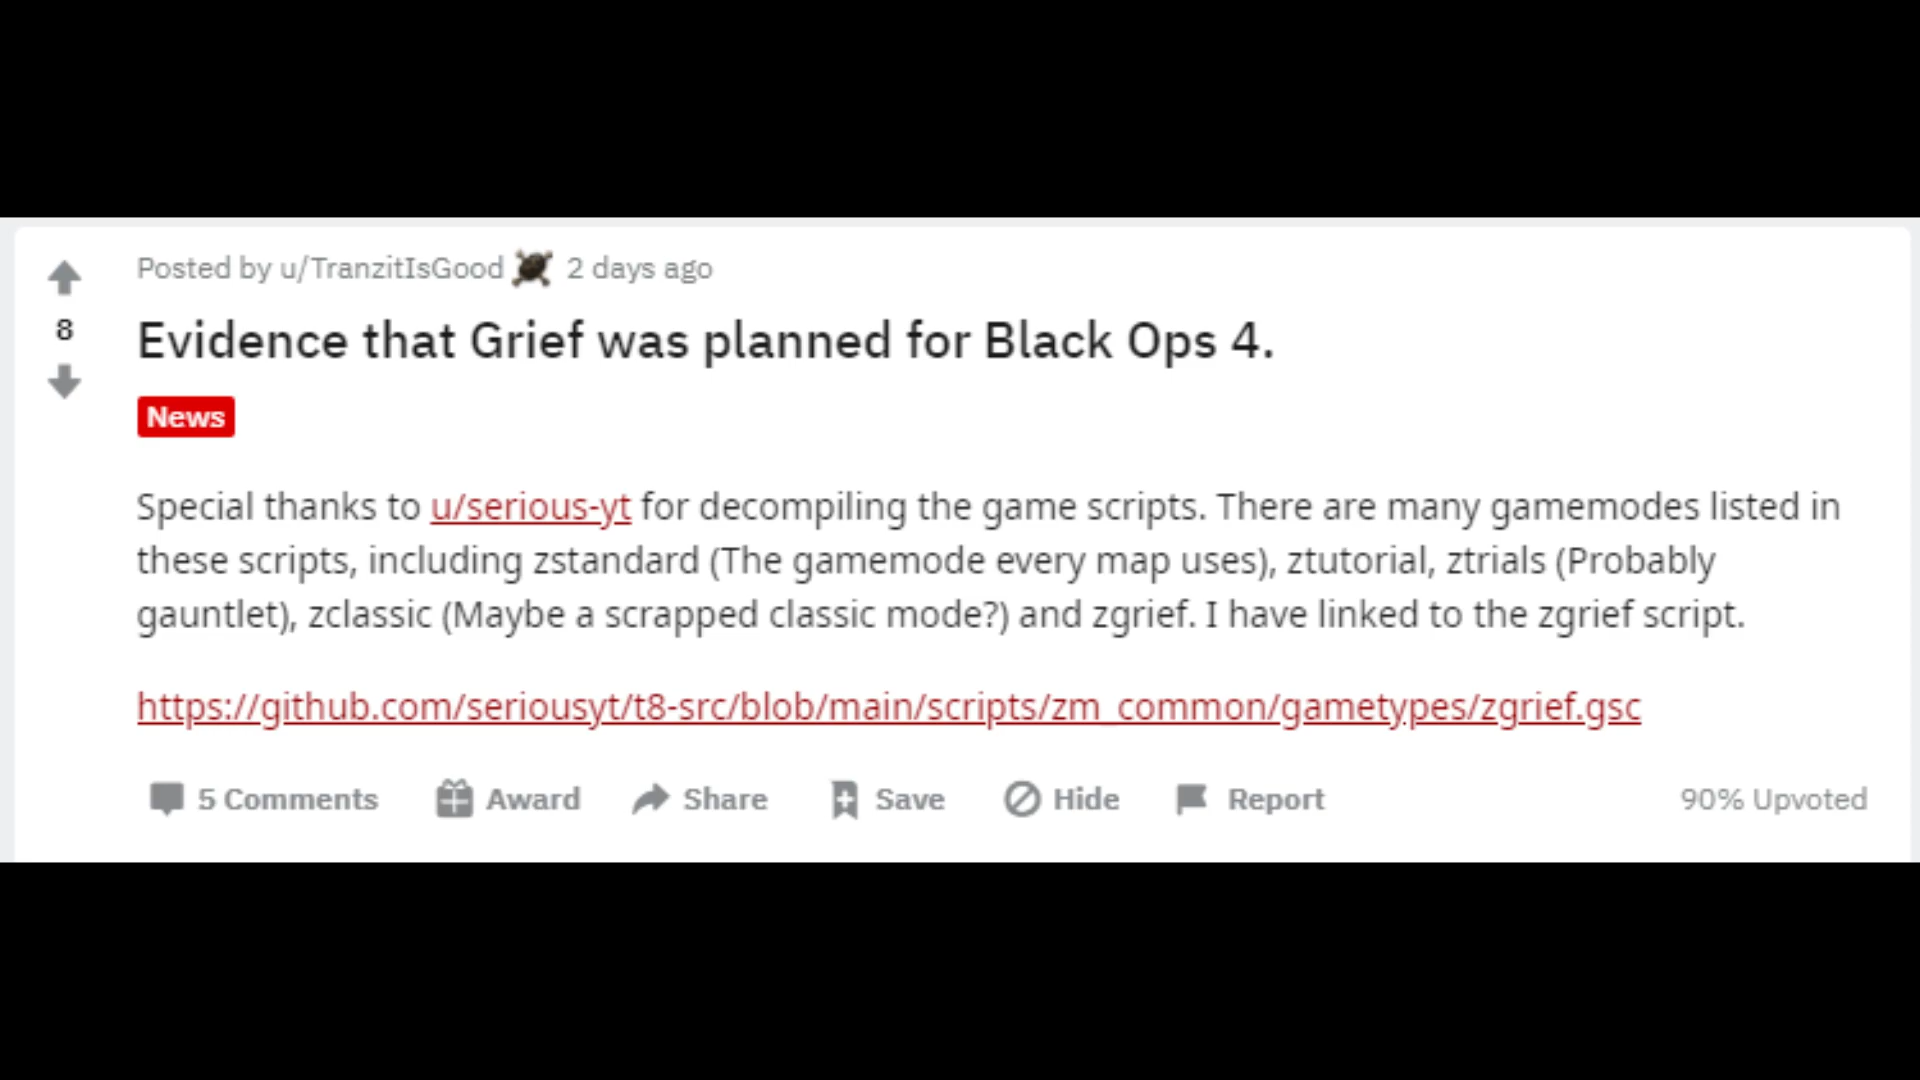 Posted by u/TranzitIsGood 2 days ago
8
Evidence that Grief was planned for Black Ops 4.
News
Special thanks to u/serious-yt for decompiling the game scripts. There are many gamemodes listed in
these scripts, including zstandard (The gamemode every map uses), ztutorial, ztrials (Probably
gauntlet), zclassic (Maybe a scrapped classic mode?) and zgrief. I have linked to the zgrief script.
https://github.com/seriousyt/t8-src/blob/main/scripts/zm_common/gametypes/zgrief.gsc
5 Comments Award Share Save Hide Report 90% Upvoted